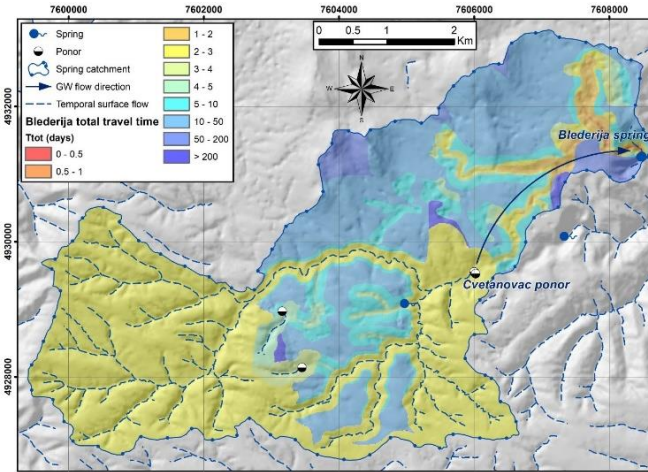 7600000 7602000 7604000 7606000 7608000
4932000
4930000
4928000
Spring
Ponor
Spring catchment
GW flow direction
Temporal surface flow
Blederija total travel time
Ttot (days)
0 - 0.5
0.5 - 1
1 - 2
2 - 3
3 - 4
4 - 5
5 - 10
10 - 50
50 - 200
> 200
0 0.5 1 2
Km
N
W E
S
Blederija spring
Cvetanovac ponor